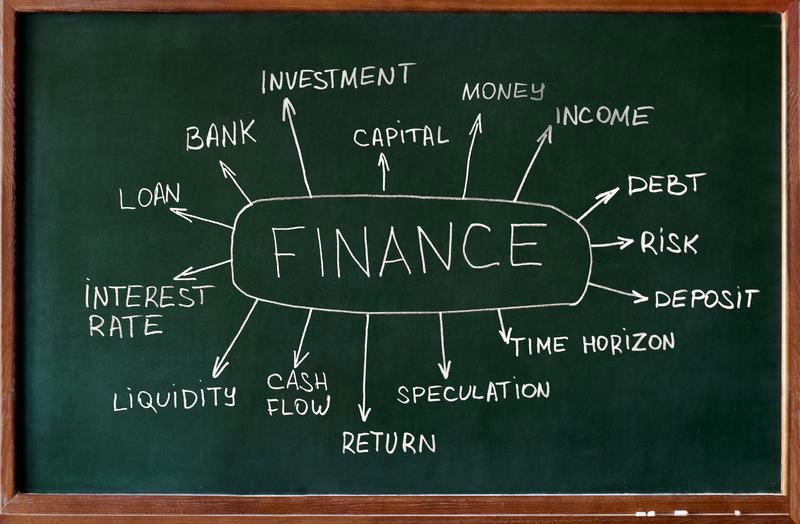 INVESTMENT
MONEY
INCOME
BANK
CAPITAL
LOAN
DEBT
FINANCE
RISK
INTEREST
RATE
DEPOSIT
TIME HORIZON
LIQUIDITY
CASH
FLOW
SPECULATION
RETURN